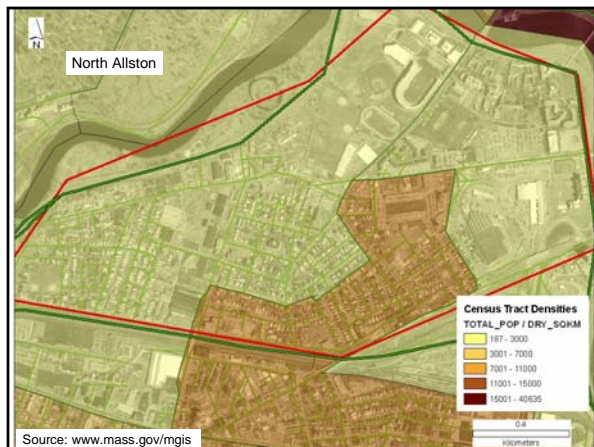 N
North Allston
Census Tract Densities
TOTAL_POP / DRY_SQKM
187 - 3000
3001 - 7000
7001 - 11000
11001 - 15000
15001 - 40635
0.4
Kilometers
Source: www.mass.gov/mgis